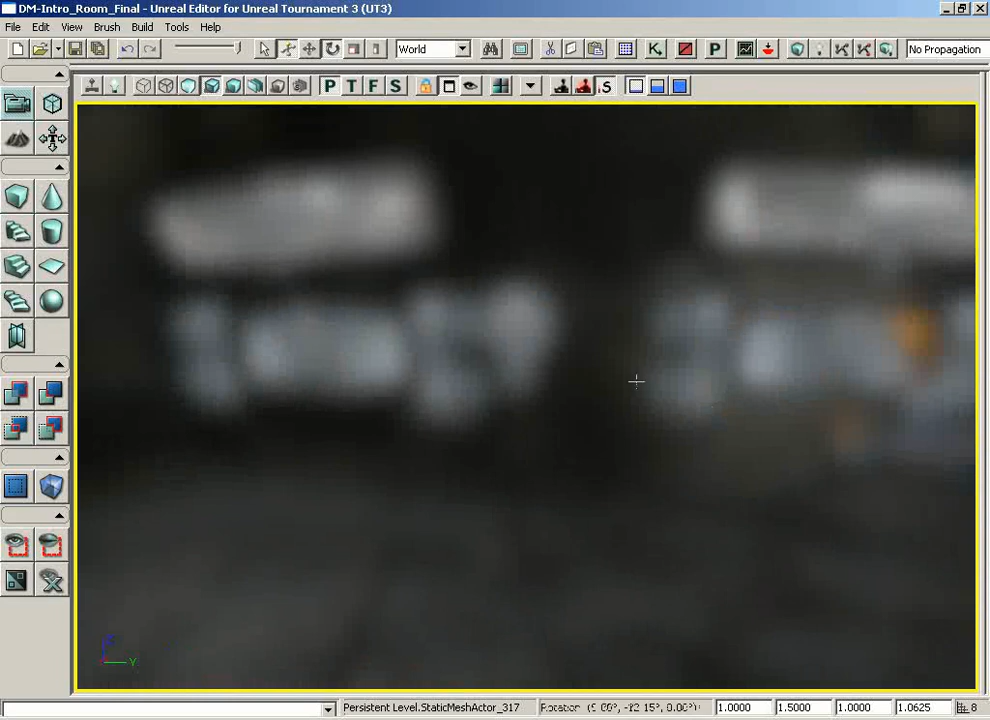 DM-Intro_Room_Final - Unreal Editor for Unreal Tournament 3 (UT3)
File Edit View Brush Build Tools Help
World No Propagation
P T F S
Y
Persistent Level.StaticMeshActor_317 Rotation 1.0000 1.5000 1.0000 1.0625 8